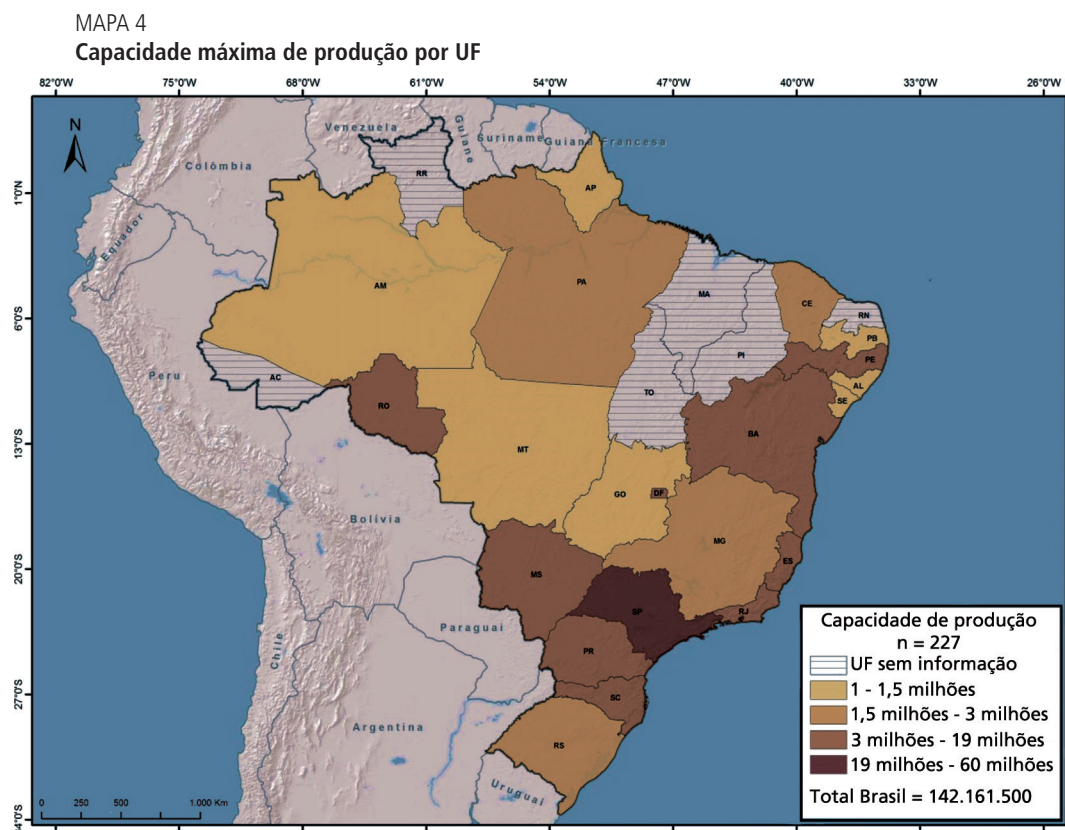 MAPA 4
Capacidade máxima de produção por UF
82°0'W 75°0'W 68°0'W 61°0'W 54°0'W 47°0'W 40°0'W 33°0'W 26°0'W
N
Venezuela
Guiane
Suriname
Guiana Francesa
Colômbia
RR
AP
1°0'N
Equador
AM
PA
MA
CE
RN
6°0'S
PB
PE
PI
Peru
AC
TO
AL
SE
RO
BA
13°0'S
MT
GO
DF
Bolívia
MG
20°0'S
MS
ES
SP
RJ
Paraguai
Chile
PR
27°0'S
SC
Argentina
RS
Uruguai
34°0'S
0 250 500 1.000 Km
Capacidade de produção
n = 227
UF sem informação
1 - 1,5 milhões
1,5 milhões - 3 milhões
3 milhões - 19 milhões
19 milhões - 60 milhões
Total Brasil = 142.161.500